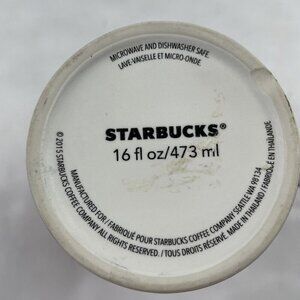 MICROWAVE AND DISHWASHER SAFE
LAVE-VAISELLE ET MICRO-ONDE
STARBUCKS®
16 fl oz/473 ml
© 2015 STARBUCKS COFFEE COMPANY ALL RIGHTS RESERVED. / TOUS DROITS RÉSERVÉ. MADE IN THAILAND / FABRIQUÉ EN THAÏLANDE
MANUFACTURED FOR / FABRIQUÉ POUR STARBUCKS COFFEE COMPANY SEATTLE WA 98134